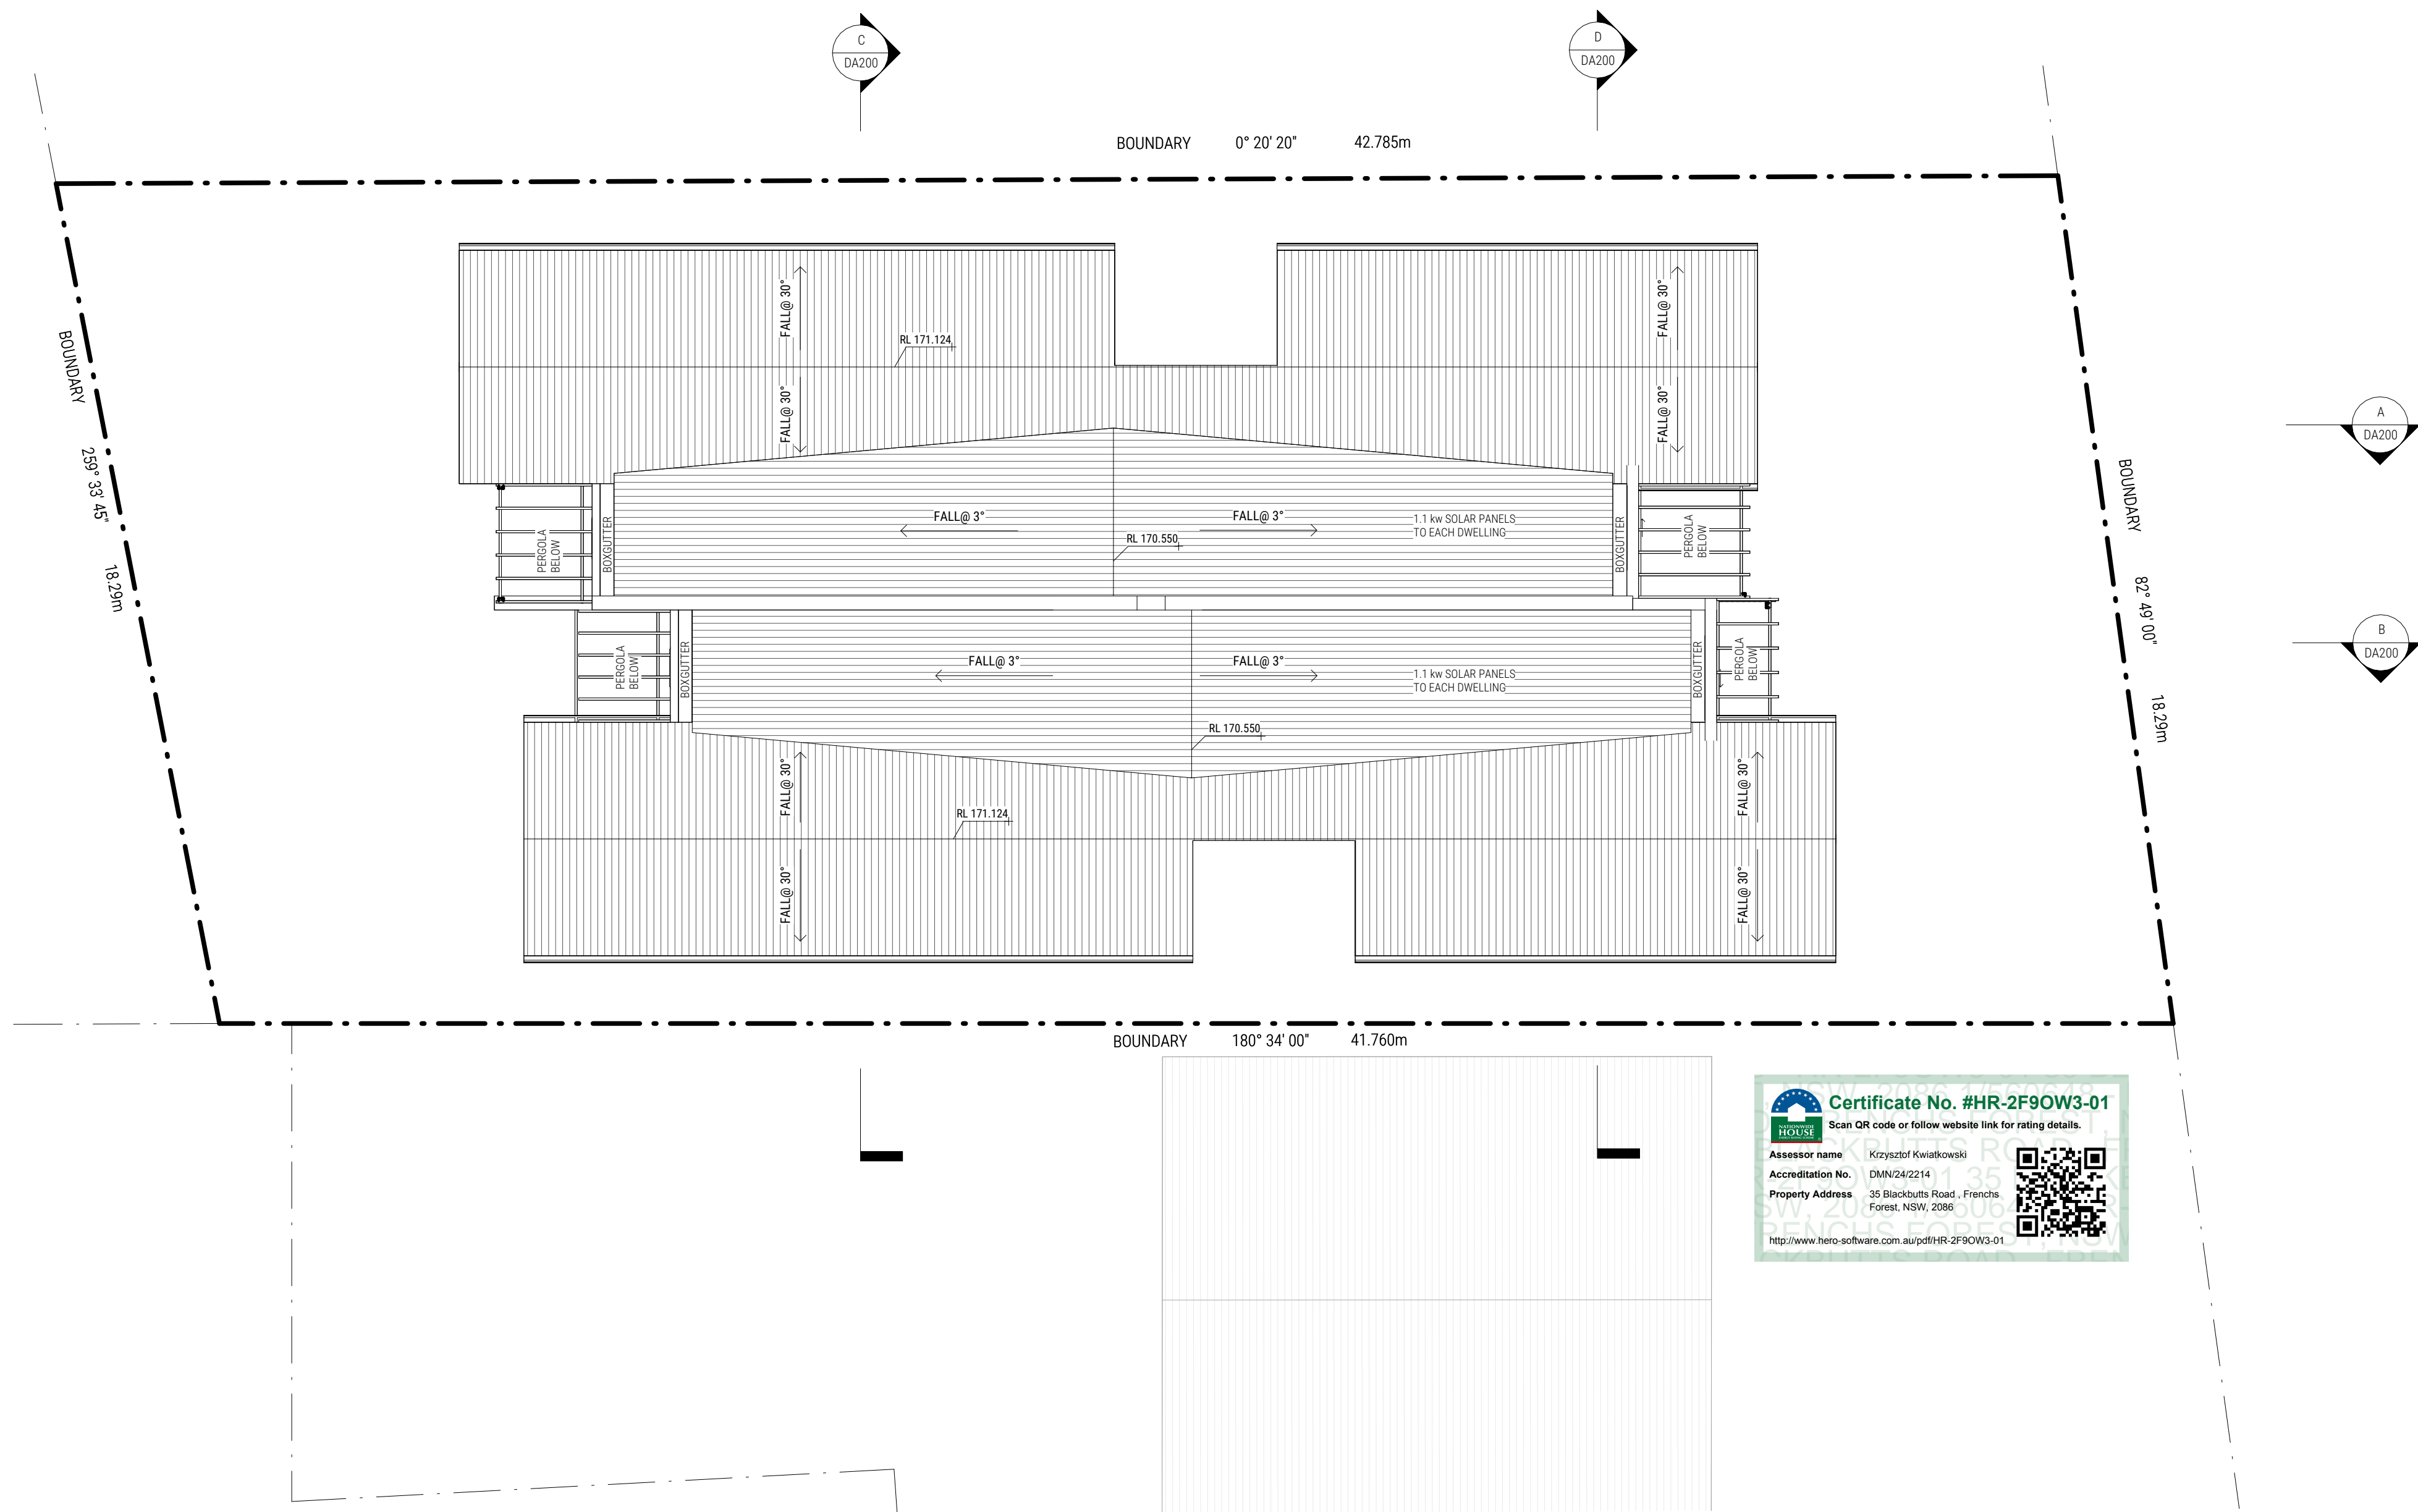 C
DA200
D
DA200
BOUNDARY 0° 20' 20" 42.785m
BOUNDARY 259° 33' 45" 18.29m
BOUNDARY 82° 49' 00" 18.29m
FALL@ 30°
FALL@ 30°
RL 171.124
FALL@ 30°
FALL@ 30°
A
DA200
PERGOLA
BELOW
BOXGUTTER
FALL@ 3°
FALL@ 3°
RL 170.550
1.1 kw SOLAR PANELS
TO EACH DWELLING
BOXGUTTER
PERGOLA
BELOW
B
DA200
PERGOLA
BELOW
BOXGUTTER
FALL@ 3°
FALL@ 3°
1.1 kw SOLAR PANELS
TO EACH DWELLING
BOXGUTTER
PERGOLA
BELOW
RL 170.550
FALL@ 30°
FALL@ 30°
RL 171.124
FALL@ 30°
FALL@ 30°
BOUNDARY 180° 34' 00" 41.760m
NATIONWIDE
HOUSE
Certificate No. #HR-2F9OW3-01
Scan QR code or follow website link for rating details.
Assessor name Krzysztof Kwiatkowski
Accreditation No. DMN/24/2214
Property Address 35 Blackbutts Road , Frenchs
Forest, NSW, 2086
http://www.hero-software.com.au/pdf/HR-2F9OW3-01